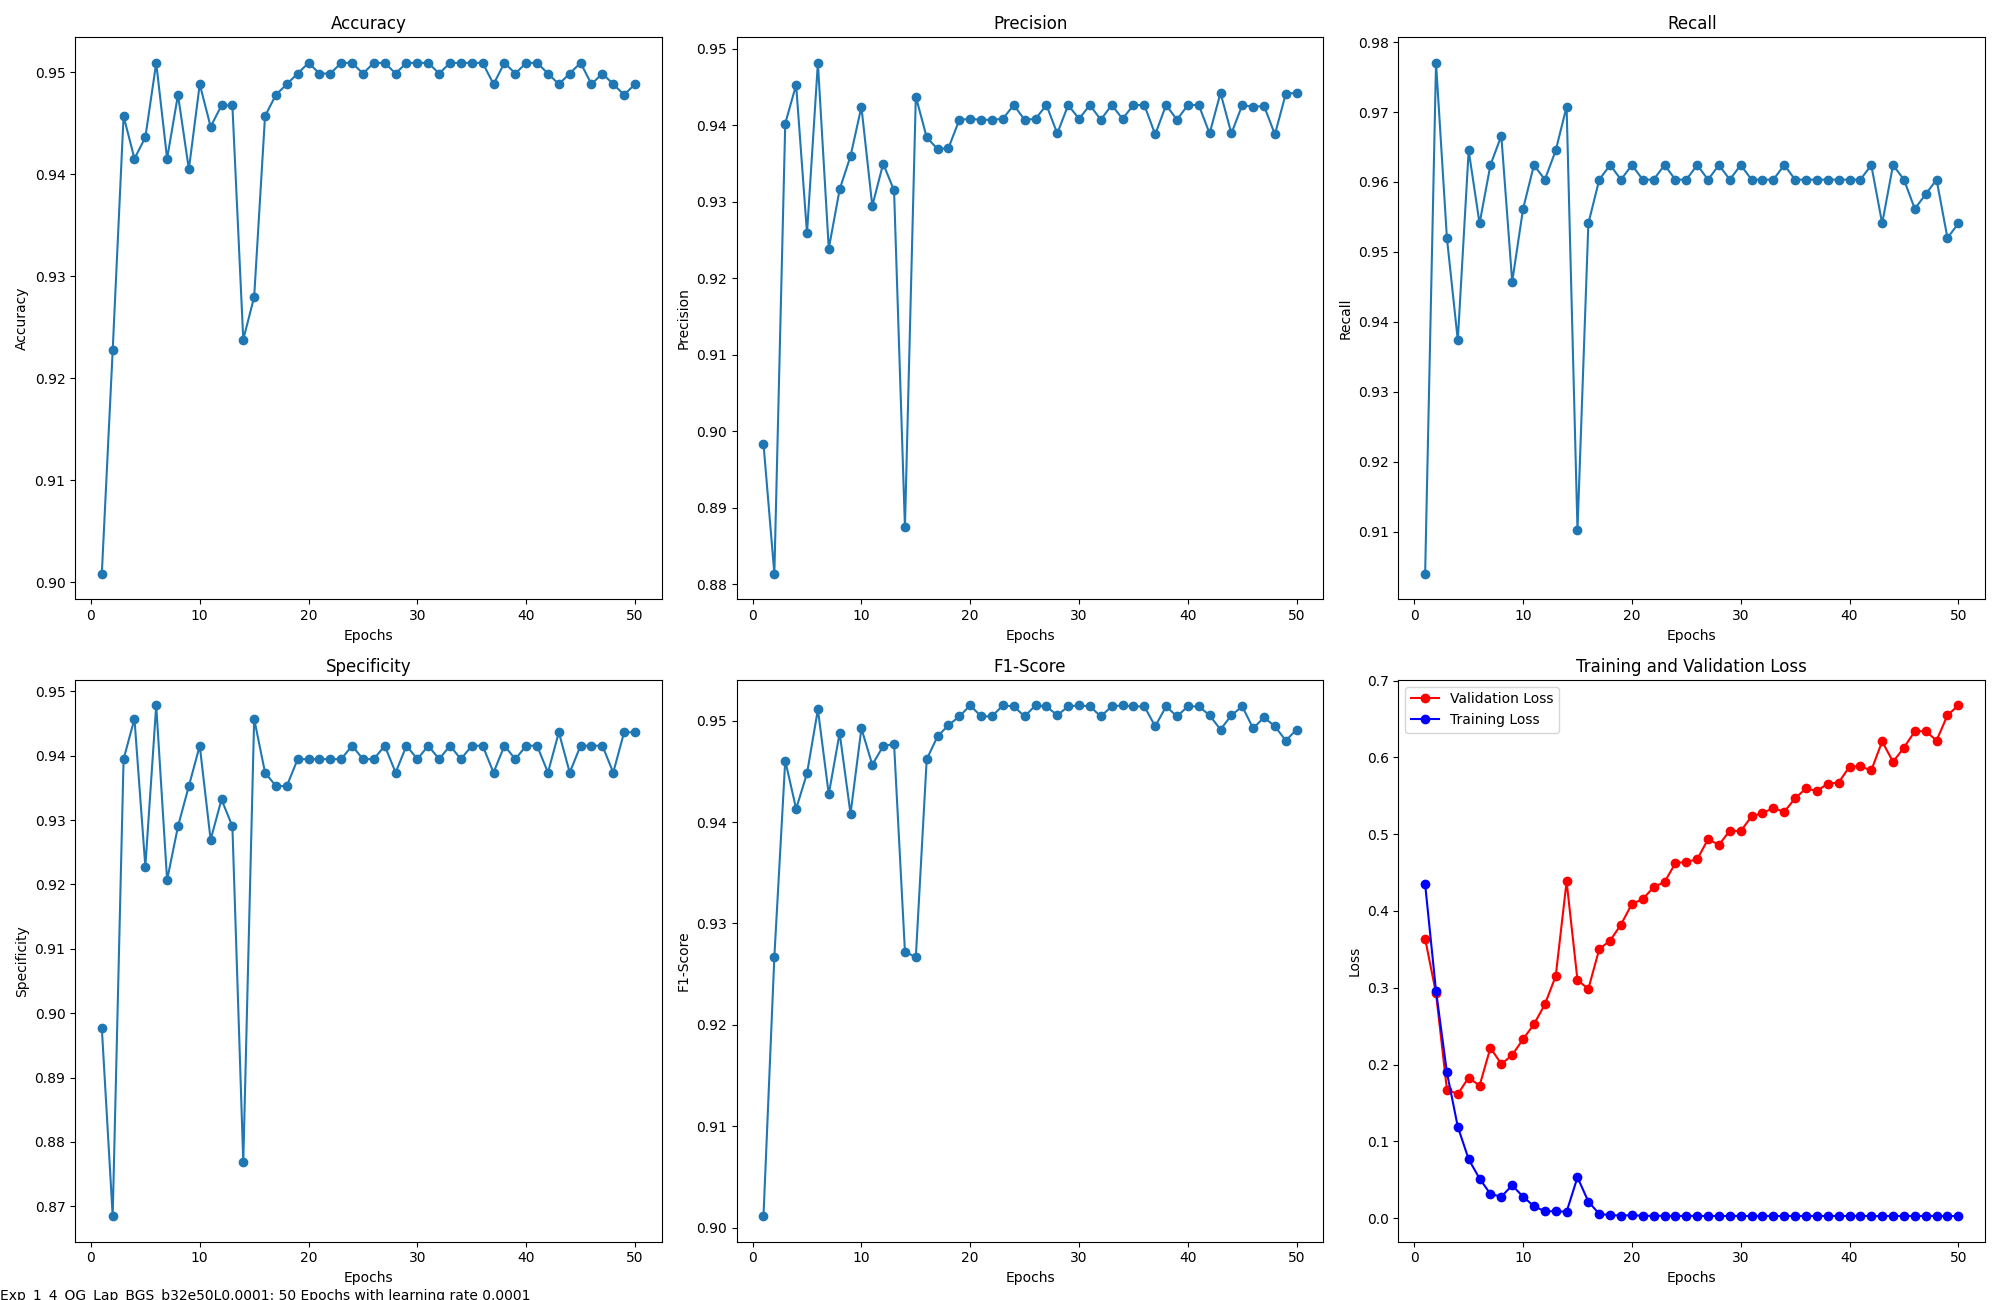 Accuracy
Accuracy
0.95
0.94
0.93
0.92
0.91
0.90
0 10 20 30 40 50
Epochs
Precision
Precision
0.95
0.94
0.93
0.92
0.91
0.90
0.89
0.88
0 10 20 30 40 50
Epochs
Recall
Recall
0.98
0.97
0.96
0.95
0.94
0.93
0.92
0.91
0 10 20 30 40 50
Epochs
Specificity
Specificity
0.95
0.94
0.93
0.92
0.91
0.90
0.89
0.88
0.87
0 10 20 30 40 50
Epochs
F1-Score
F1-Score
0.95
0.94
0.93
0.92
0.91
0.90
0 10 20 30 40 50
Epochs
Training and Validation Loss
Validation Loss
Training Loss
Loss
0.7
0.6
0.5
0.4
0.3
0.2
0.1
0.0
0 10 20 30 40 50
Epochs
Exp_1_4_OG_Lap_BGS_b32e50L0.0001: 50 Epochs with learning rate 0.0001